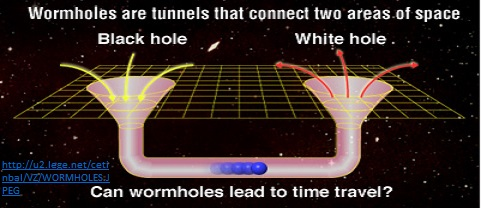 Wormholes are tunnels that connect two areas of space
Black hole
White hole
http://u2.lege.net/cetI
nbal/VZ/WORMHOLES.J
PEG
Can wormholes lead to time travel?